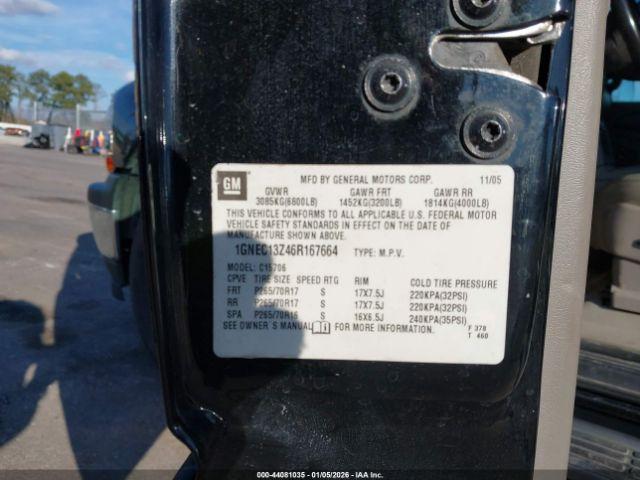 GM
MFD BY GENERAL MOTORS CORP. 11/05
GVWR GAWR FRT GAWR RR
3085KG(6800LB) 1452KG(3200LB) 1814KG(4000LB)
THIS VEHICLE CONFORMS TO ALL APPLICABLE U.S. FEDERAL MOTOR
VEHICLE SAFETY STANDARDS IN EFFECT ON THE DATE OF
MANUFACTURE SHOWN ABOVE.
1GNEC13Z46R167664 TYPE: M.P.V.
MODEL: C15706
CPVE TIRE SIZE SPEED RTG RIM COLD TIRE PRESSURE
FRT P265/70R17 S 17X7.5J 220KPA(32PSI)
RR P265/70R17 S 17X7.5J 220KPA(32PSI)
SPA P265/70R16 S 16X6.5J 240KPA(35PSI)
SEE OWNER'S MANUAL FOR MORE INFORMATION.
F 378
T 460
000-44081035 - 01/05/2026 - IAA Inc.